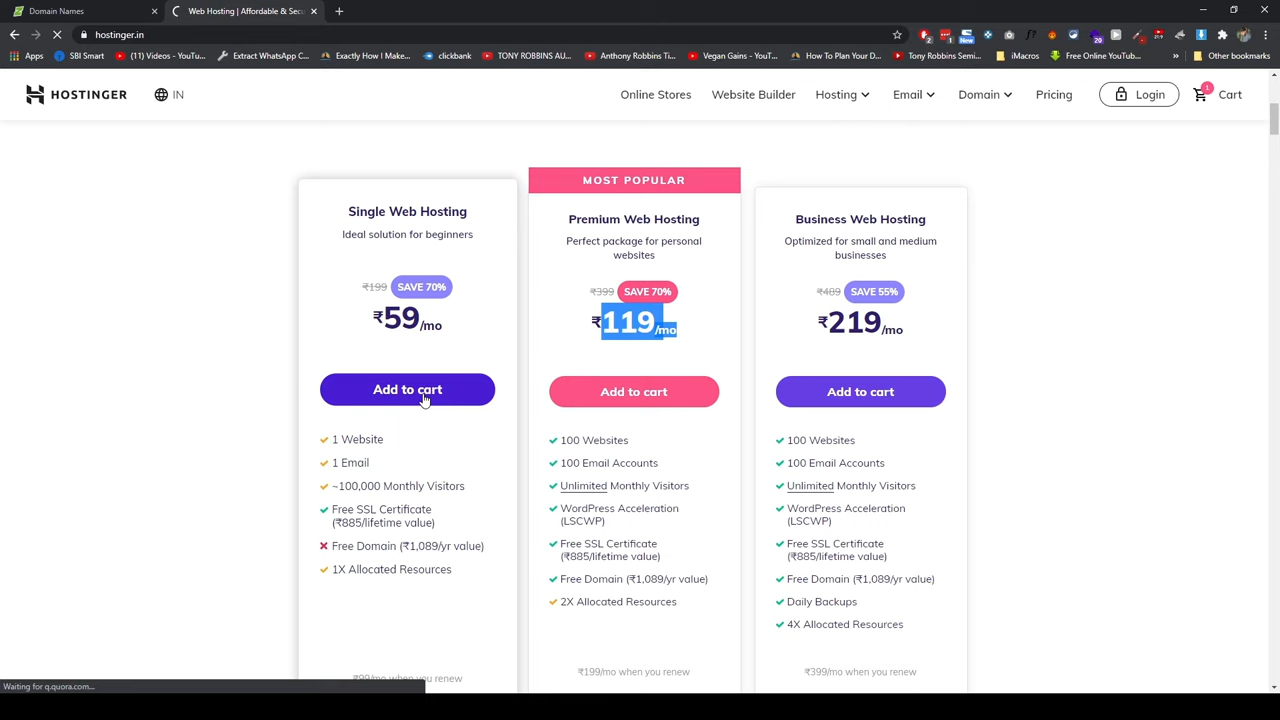 Domain Names
Web Hosting | Affordable & Secu
hostinger.in
Apps
SBI Smart
(11) Videos - YouTu...
Extract WhatsApp C...
Exactly How I Make...
clickbank
TONY ROBBINS AU...
Anthony Robbins Ti...
Vegan Gains - YouT...
How To Plan Your D...
Tony Robbins Semi...
iMacros
Free Online YouTub...
»
Other bookmarks
HOSTINGER
IN
Online Stores
Website Builder
Hosting
Email
Domain
Pricing
Login
1
Cart
Single Web Hosting
Ideal solution for beginners
₹199 SAVE 70%
₹59/mo
Add to cart
1 Website
1 Email
~100,000 Monthly Visitors
Free SSL Certificate
(₹885/lifetime value)
Free Domain (₹1,089/yr value)
1X Allocated Resources
₹99/mo when you renew
MOST POPULAR
Premium Web Hosting
Perfect package for personal
websites
₹399 SAVE 70%
₹119/mo
Add to cart
100 Websites
100 Email Accounts
Unlimited Monthly Visitors
WordPress Acceleration
(LSCWP)
Free SSL Certificate
(₹885/lifetime value)
Free Domain (₹1,089/yr value)
2X Allocated Resources
₹199/mo when you renew
Business Web Hosting
Optimized for small and medium
businesses
₹489 SAVE 55%
₹219/mo
Add to cart
100 Websites
100 Email Accounts
Unlimited Monthly Visitors
WordPress Acceleration
(LSCWP)
Free SSL Certificate
(₹885/lifetime value)
Free Domain (₹1,089/yr value)
Daily Backups
4X Allocated Resources
₹399/mo when you renew
Waiting for q.quora.com...